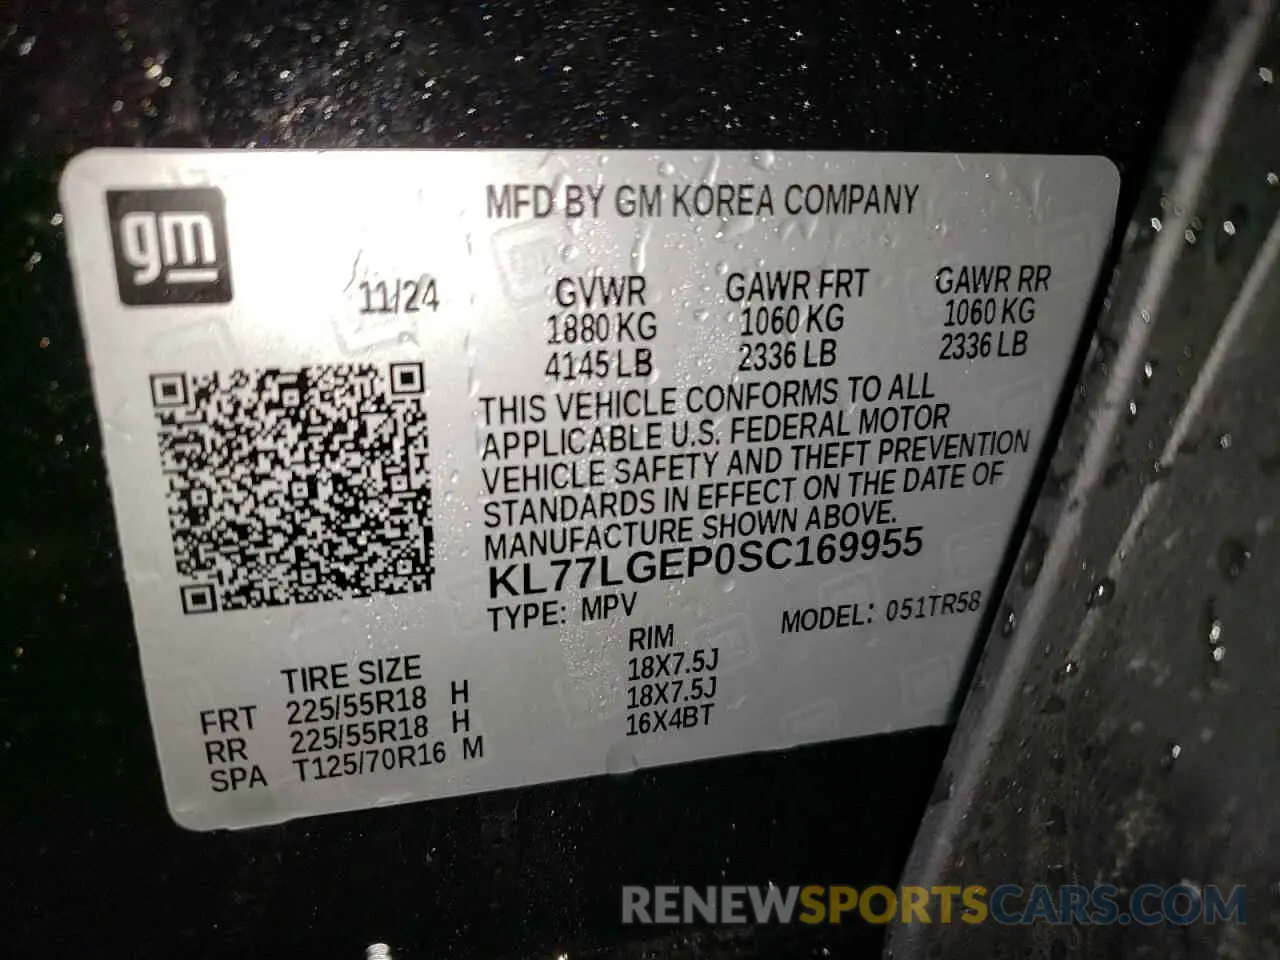 gm
MFD BY GM KOREA COMPANY
11/24
GVWR GAWR FRT GAWR RR
1880 KG 1060 KG 1060 KG
4145 LB 2336 LB 2336 LB
THIS VEHICLE CONFORMS TO ALL
APPLICABLE U.S. FEDERAL MOTOR
VEHICLE SAFETY AND THEFT PREVENTION
STANDARDS IN EFFECT ON THE DATE OF
MANUFACTURE SHOWN ABOVE.
KL77LGEP0SC169955
TYPE: MPV MODEL: 051TR58
TIRE SIZE RIM
FRT 225/55R18 H 18X7.5J
RR 225/55R18 H 18X7.5J
SPA T125/70R16 M 16X4BT
RENEWSPORTSCARS.COM